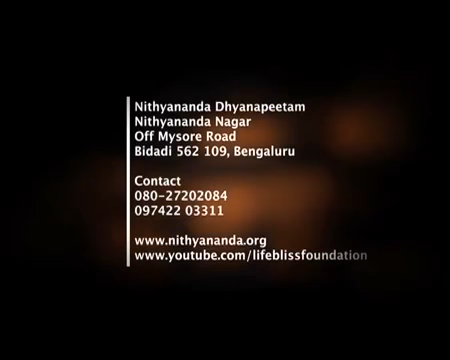 Nithyananda Dhyanapeetam
Nithyananda Nagar
Off Mysore Road
Bidadi 562 109, Bengaluru
Contact
080-27202084
097422 03311
www.nithyananda.org
www.youtube.com/lifeblissfoundation